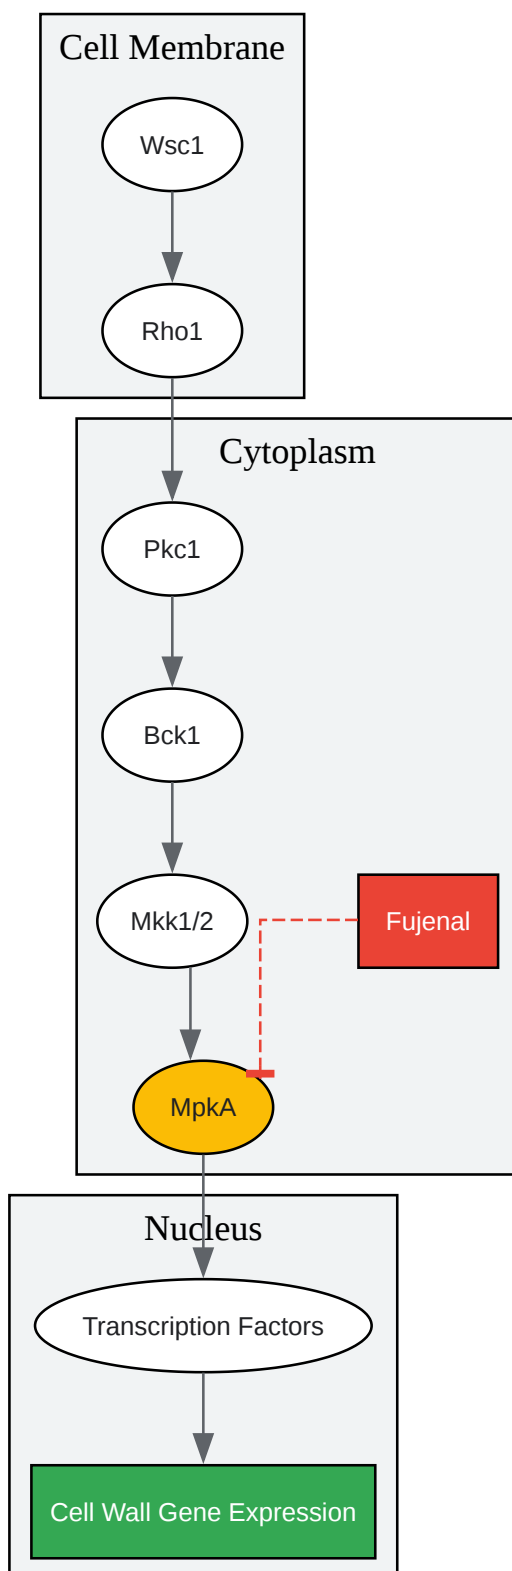 Cell Membrane
Wsc1
Rho1
Cytoplasm
Pkc1
Bck1
Mkk1/2
Fujenal
MpkA
Nucleus
Transcription Factors
Cell Wall Gene Expression